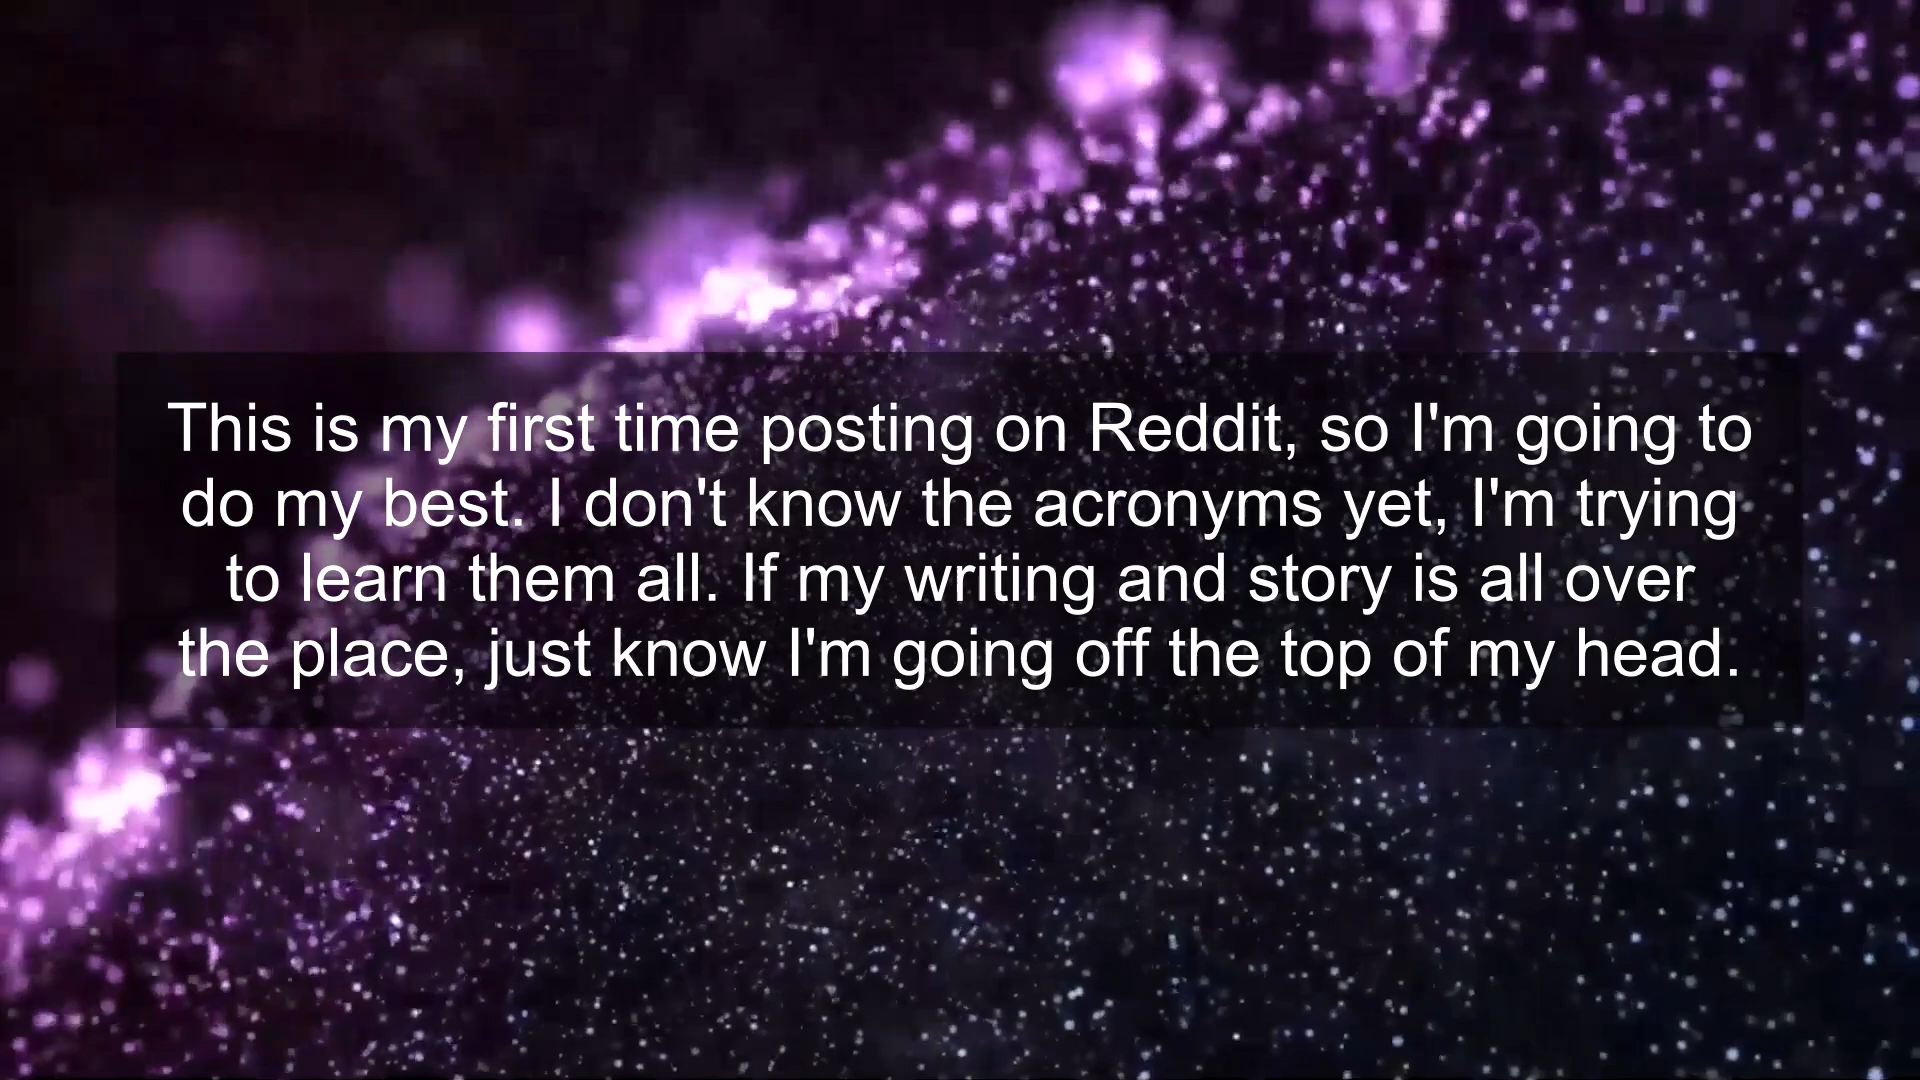 This is my first time posting on Reddit, so I'm going to
do my best. I don't know the acronyms yet, I'm trying
to learn them all. If my writing and story is all over
the place, just know I'm going off the top of my head.